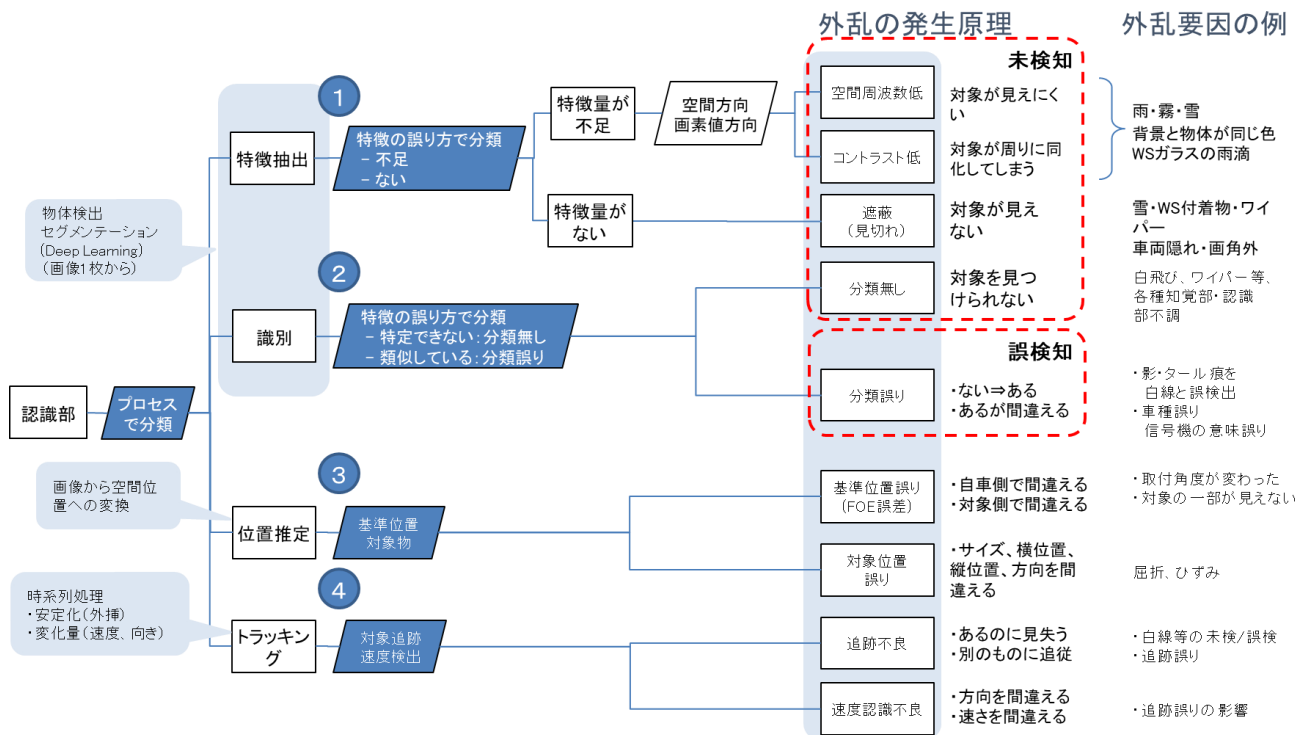 外乱の発生原理
外乱要因の例
未検知
①
特徴抽出
特徴の誤り方で分類
– 不足
– ない
特徴量が
不足
空間方向
画素値方向
空間周波数低
対象が見えにく
い
コントラスト低
対象が周りに同
化してしまう
雨・霧・雪
背景と物体が同じ色
WSガラスの雨滴
特徴量が
ない
遮蔽
(見切れ)
対象が見え
ない
雪・WS付着物・ワイ
パー
車両隠れ・画角外
物体検出
セグメンテーション
(Deep Learning)
(画像1枚から)
②
識別
特徴の誤り方で分類
– 特定できない:分類無し
– 類似している:分類誤り
分類無し
対象を見つ
けられない
白飛び、ワイパー等、
各種知覚部・認識
部不調
誤検知
分類誤り
・ない⇒ある
・あるが間違える
・影・タール痕を
白線と誤検出
・車種誤り
信号機の意味誤り
認識部
プロセス
で分類
③
画像から空間位
置への変換
位置推定
基準位置
対象物
基準位置誤り
(FOE誤差)
・自車側で間違える
・対象側で間違える
・取付角度が変わった
・対象の一部が見えない
対象位置
誤り
・サイズ、横位置、
縦位置、方向を間
違える
屈折、ひずみ
④
時系列処理
・安定化(外挿)
・変化量(速度、向き)
トラッキン
グ
対象追跡
速度検出
追跡不良
・あるのに見失う
・別のものに追従
・白線等の未検/誤検
・追跡誤り
速度認識不良
・方向を間違える
・速さを間違える
・追跡誤りの影響